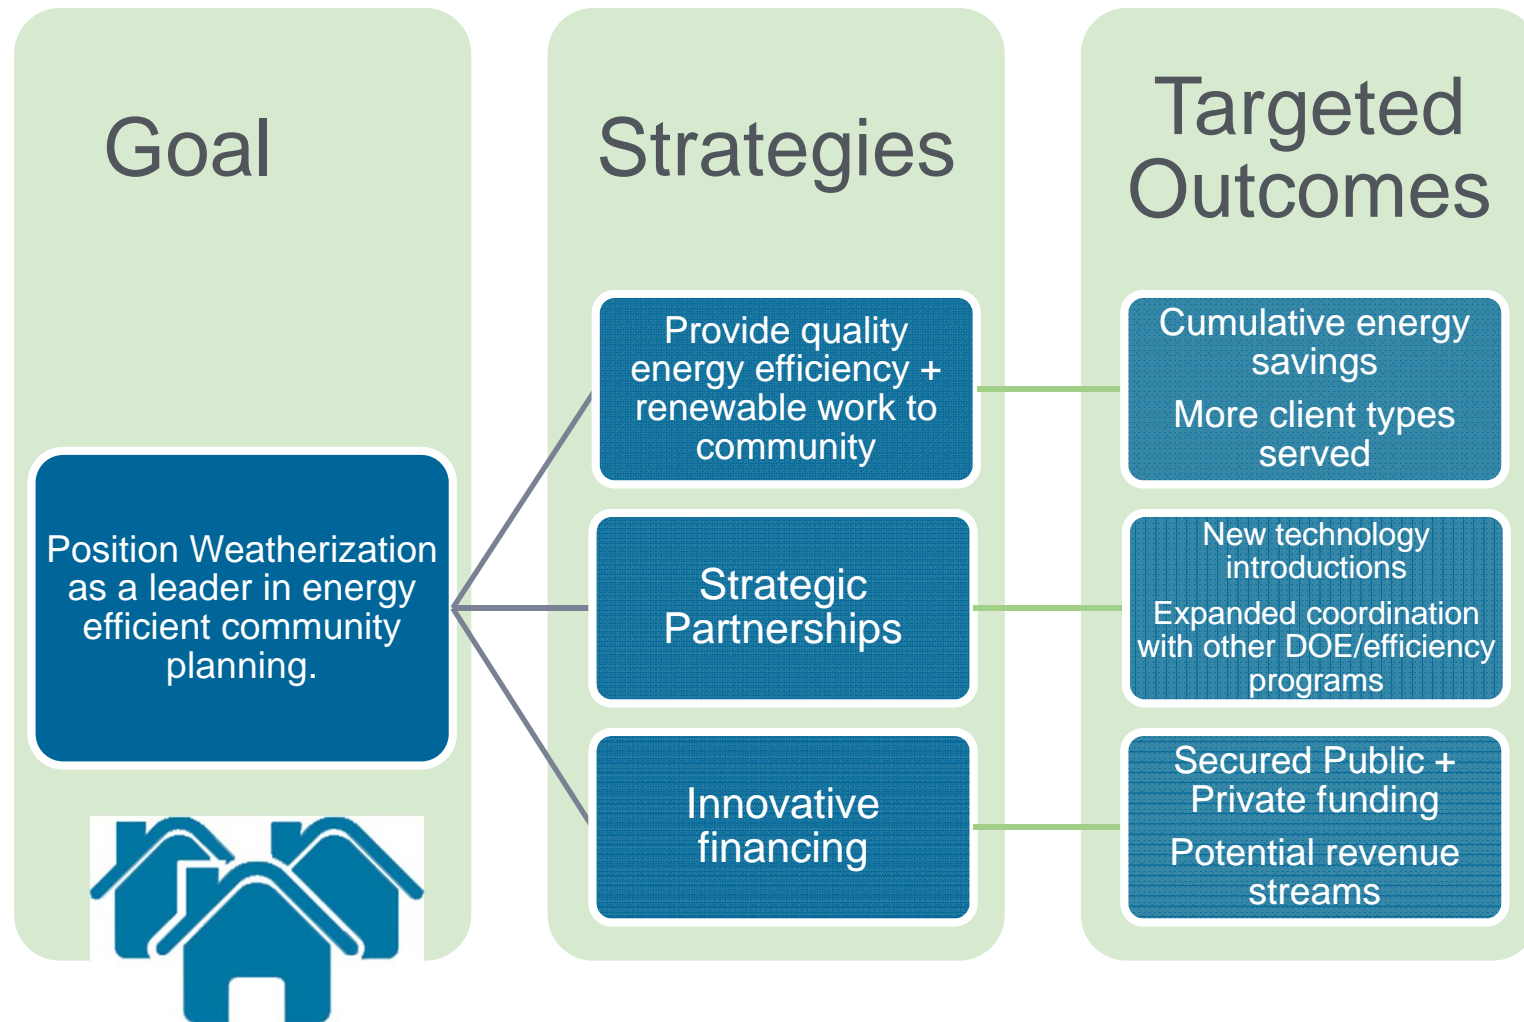 Goal
Strategies
Targeted
Outcomes
Position Weatherization
as a leader in energy
efficient community
planning.
Provide quality
energy efficiency +
renewable work to
community
Cumulative energy
savings
More client types
served
Strategic
Partnerships
New technology
introductions
Expanded coordination
with other DOE/efficiency
programs
Innovative
financing
Secured Public +
Private funding
Potential revenue
streams